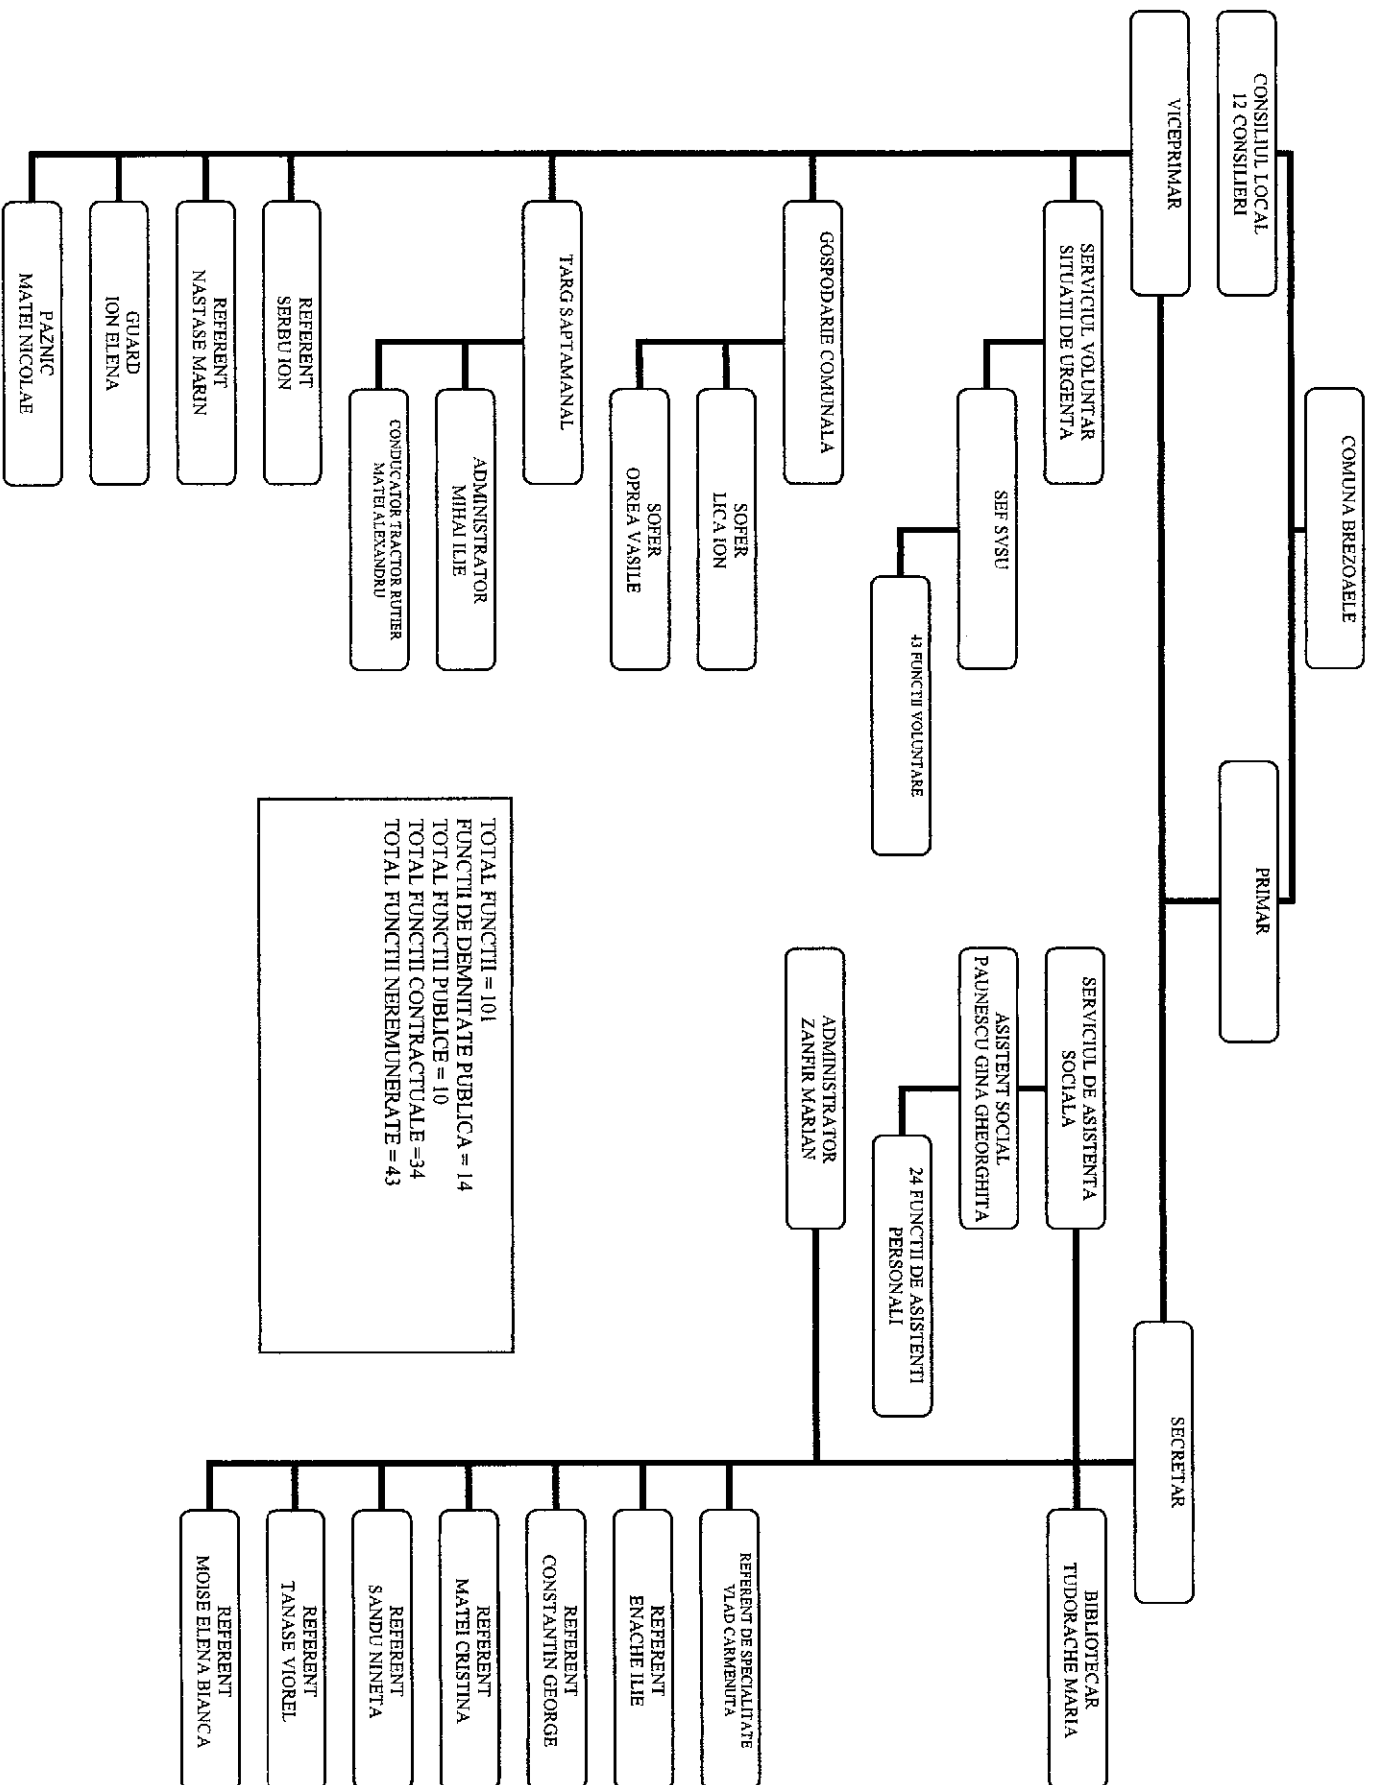 COMUNA BREZOAELE
CONSILIUL LOCAL
12 CONSILIERI
PRIMAR
VICEPRIMAR
SECRETAR
SERVICIUL VOLUNTAR
SITUATII DE URGENTA
SEF SVSU
43 FUNCTII VOLUNTARE
GOSPODARIE COMUNALA
SOFER
LICA ION
SOFER
OPREA VASILE
TARG SAPTAMANAL
ADMINISTRATOR
MIHAI ILIE
CONDUCATOR TRACTOR RUTIER
MATEI ALEXANDRU
REFERENT
SERBU ION
REFERENT
NASTASE MARIN
GUARD
ION ELENA
PAZNIC
MATEI NICOLAE
SERVICIUL DE ASISTENTA
SOCIALA
ASISTENT SOCIAL
PAUNESCU GINA GHEORGHITA
24 FUNCTII DE ASISTENTI
PERSONALI
ADMINISTRATOR
ZANFIR MARIAN
BIBLIOTECAR
TUDORACHE MARIA
REFERENT DE SPECIALITATE
VLAD CARMENUTA
REFERENT
ENACHE ILIE
REFERENT
CONSTANTIN GEORGE
REFERENT
MATEI CRISTINA
REFERENT
SANDU NINETA
REFERENT
TANASE VIOREL
REFERENT
MOISE ELENA BIANCA
TOTAL FUNCTII = 101
FUNCTII DE DEMNITATE PUBLICA = 14
TOTAL FUNCTII PUBLICE = 10
TOTAL FUNCTII CONTRACTUALE =34
TOTAL FUNCTII NEREMUNERATE = 43